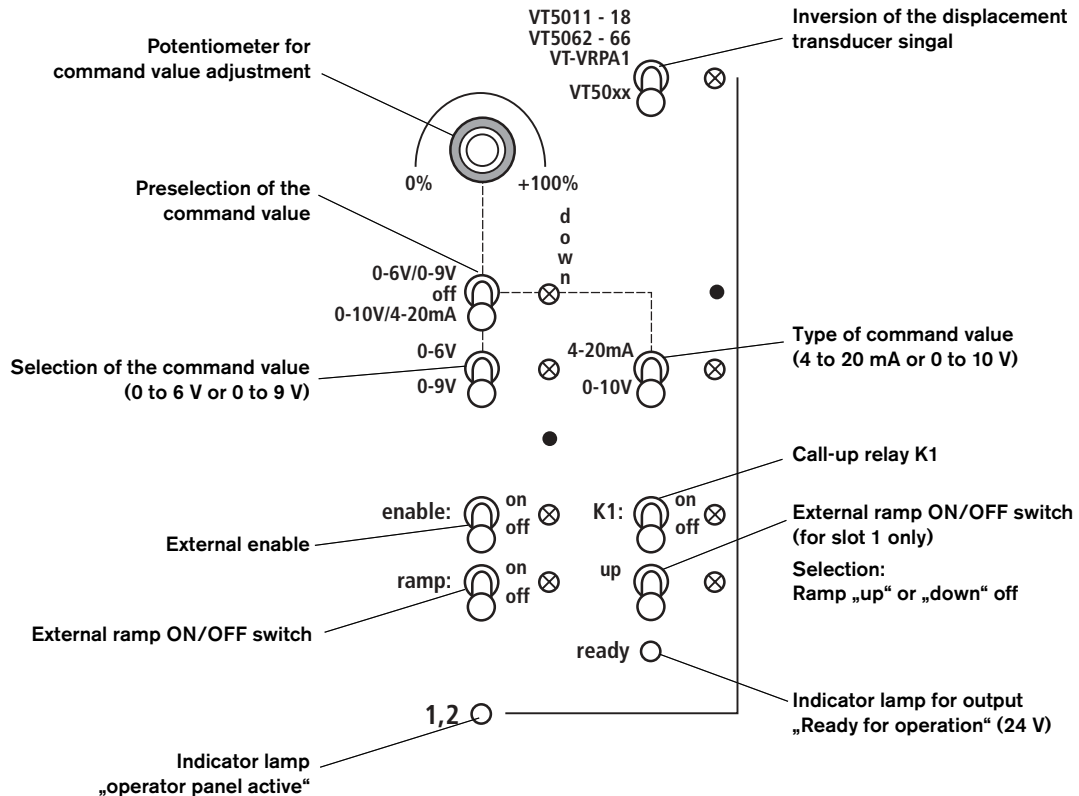 VT5011 - 18
VT5062 - 66
VT-VRPA1
VT50xx
Inversion of the displacement
transducer singal
Potentiometer for
command value adjustment
0%
+100%
Preselection of the
command value
d
o
w
n
0-6V/0-9V
off
0-10V/4-20mA
Selection of the command value
(0 to 6 V or 0 to 9 V)
0-6V
0-9V
4-20mA
0-10V
Type of command value
(4 to 20 mA or 0 to 10 V)
Call-up relay K1
enable:
on
off
K1:
on
off
External enable
External ramp ON/OFF switch
(for slot 1 only)
Selection:
Ramp „up“ or „down“ off
ramp:
on
off
up
External ramp ON/OFF switch
ready
Indicator lamp for output
„Ready for operation“ (24 V)
1,2
Indicator lamp
„operator panel active“